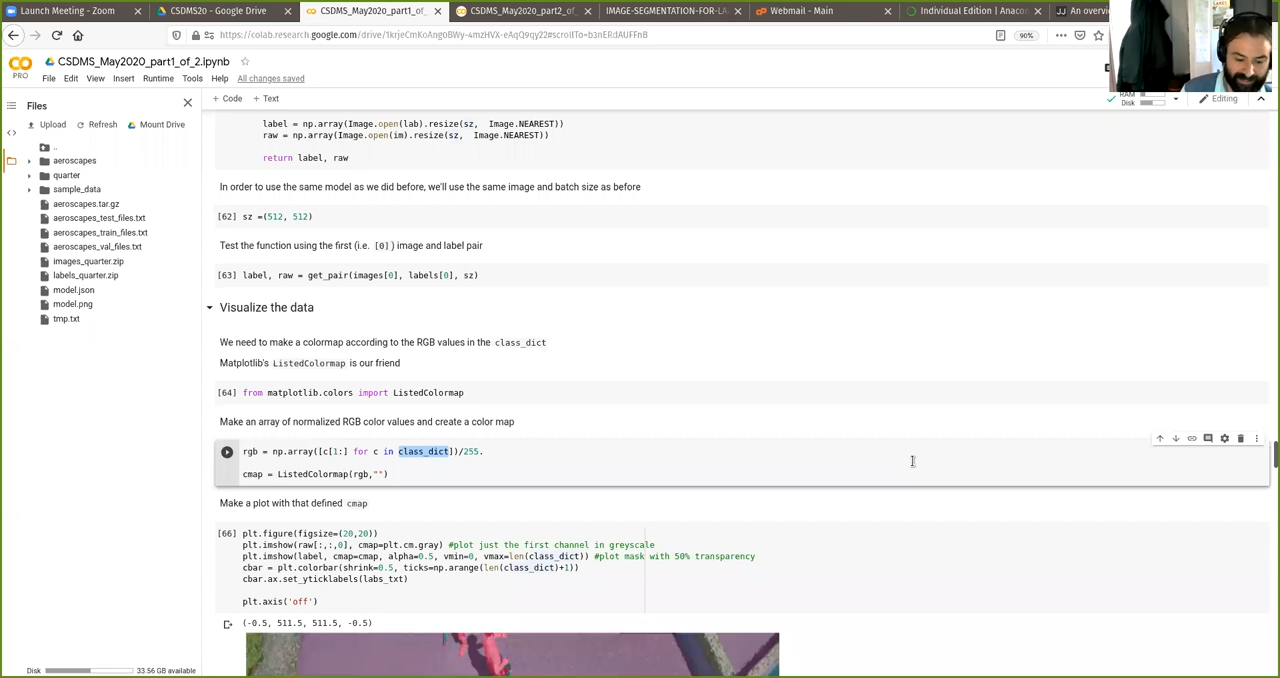 Launch Meeting - Zoom
CSDMS20 - Google Drive
CSDMS_May2020_part1_of_
CSDMS_May2020_part2_of_
IMAGE-SEGMENTATION-FOR-LA
Webmail - Main
Individual Edition | Anacon
An overvi
https://colab.research.google.com/drive/1krjeCmKoAng0BWy-4mzHVX-eAqQ9qy22#scrollTo=b3nERdAUFFnB
90%
CO
PRO
CSDMS_May2020_part1_of_2.ipynb
File Edit View Insert Runtime Tools Help All changes saved
Files
Upload Refresh Mount Drive
..
aeroscapes
quarter
sample_data
aeroscapes.tar.gz
aeroscapes_test_files.txt
aeroscapes_train_files.txt
aeroscapes_val_files.txt
images_quarter.zip
labels_quarter.zip
model.json
model.png
tmp.txt
Disk 33.56 GB available
+ Code + Text
RAM
Disk
Editing
label = np.array(Image.open(lab).resize(sz, Image.NEAREST))
raw = np.array(Image.open(im).resize(sz, Image.NEAREST))
return label, raw
In order to use the same model as we did before, we'll use the same image and batch size as before
[62] sz =(512, 512)
Test the function using the first (i.e. [0]) image and label pair
[63] label, raw = get_pair(images[0], labels[0], sz)
Visualize the data
We need to make a colormap according to the RGB values in the class_dict
Matplotlib's ListedColormap is our friend
[64] from matplotlib.colors import ListedColormap
Make an array of normalized RGB color values and create a color map
rgb = np.array([c[1:] for c in class_dict])/255.
cmap = ListedColormap(rgb,"")
Make a plot with that defined cmap
[66] plt.figure(figsize=(20,20))
plt.imshow(raw[:,:,0], cmap=plt.cm.gray) #plot just the first channel in greyscale
plt.imshow(label, cmap=cmap, alpha=0.5, vmin=0, vmax=len(class_dict)) #plot mask with 50% transparency
cbar = plt.colorbar(shrink=0.5, ticks=np.arange(len(class_dict)+1))
cbar.ax.set_yticklabels(labs_txt)
plt.axis('off')
(-0.5, 511.5, 511.5, -0.5)